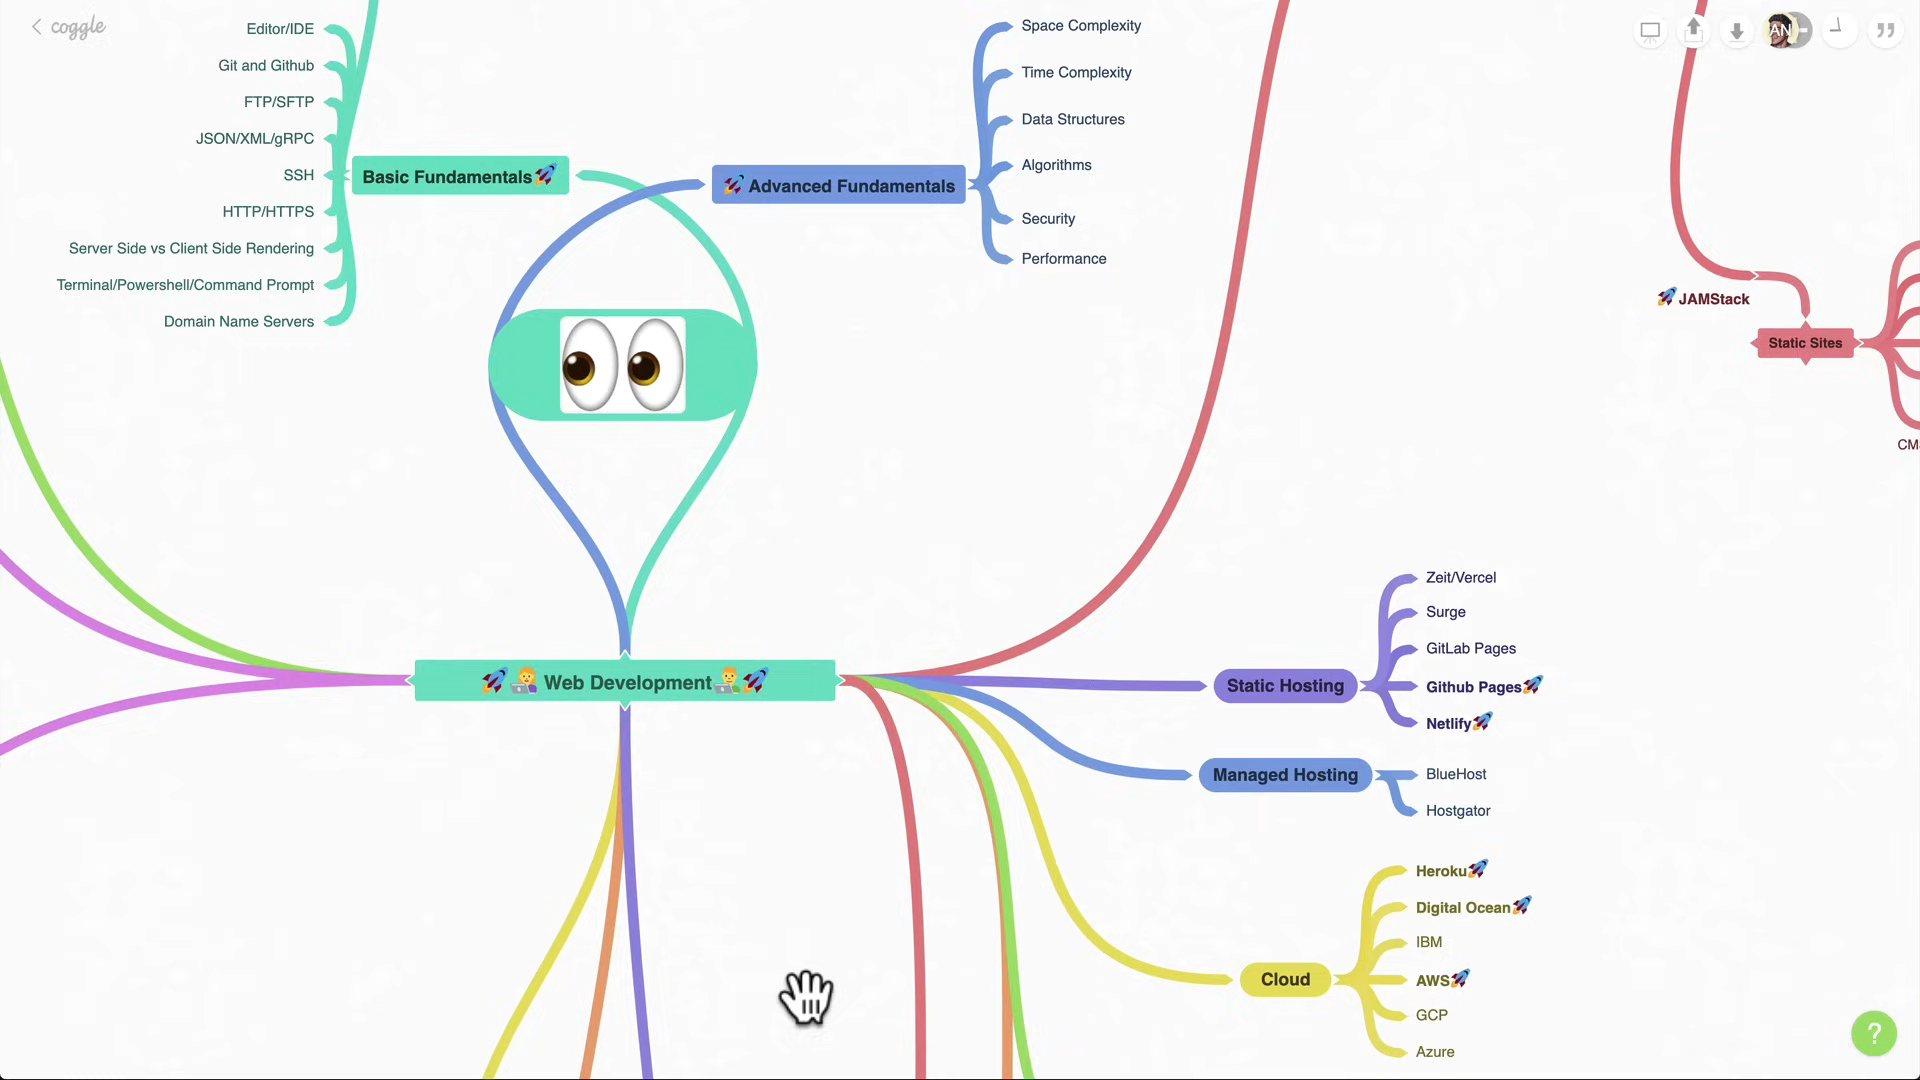 coggle
Editor/IDE
Git and Github
FTP/SFTP
JSON/XML/gRPC
SSH
HTTP/HTTPS
Server Side vs Client Side Rendering
Terminal/Powershell/Command Prompt
Domain Name Servers
Basic Fundamentals
Advanced Fundamentals
Space Complexity
Time Complexity
Data Structures
Algorithms
Security
Performance
AN
JAMStack
Static Sites
CM
Web Development
Static Hosting
Zeit/Vercel
Surge
GitLab Pages
Github Pages
Netlify
Managed Hosting
BlueHost
Hostgator
Cloud
Heroku
Digital Ocean
IBM
AWS
GCP
Azure
?